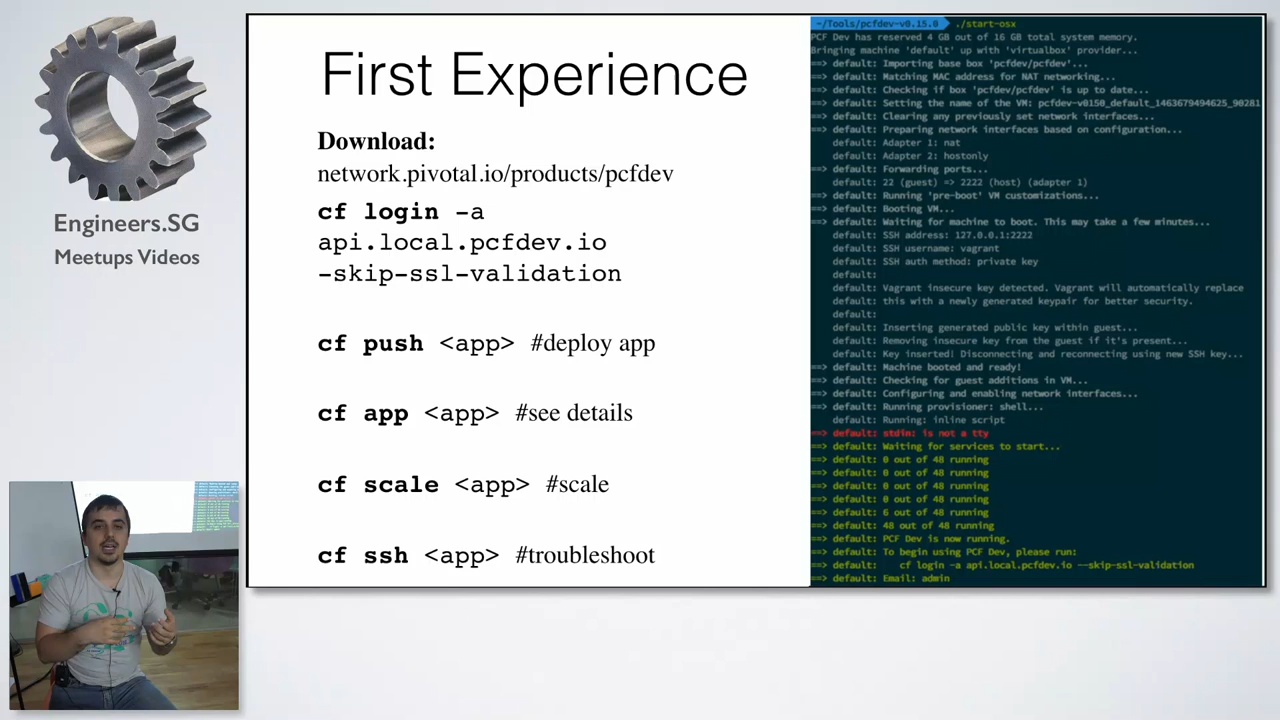 Engineers.SG
Meetups Videos
First Experience
Download:
network.pivotal.io/products/pcfdev
cf login -a
api.local.pcfdev.io
-skip-ssl-validation
cf push <app> #deploy app
cf app <app> #see details
cf scale <app> #scale
cf ssh <app> #troubleshoot
~/Tools/pcfdev-v0.15.0 ./start-osx
PCF Dev has reserved 4 GB out of 16 GB total system memory.
Bringing machine 'default' up with 'virtualbox' provider...
==> default: Importing base box 'pcfdev/pcfdev'...
==> default: Matching MAC address for NAT networking...
==> default: Checking if box 'pcfdev/pcfdev' is up to date...
==> default: Setting the name of the VM: pcfdev-v0150_default_1463679494625_90281
==> default: Clearing any previously set network interfaces...
==> default: Preparing network interfaces based on configuration...
default: Adapter 1: nat
default: Adapter 2: hostonly
==> default: Forwarding ports...
default: 22 (guest) => 2222 (host) (adapter 1)
==> default: Running 'pre-boot' VM customizations...
==> default: Booting VM...
==> default: Waiting for machine to boot. This may take a few minutes...
default: SSH address: 127.0.0.1:2222
default: SSH username: vagrant
default: SSH auth method: private key
default:
default: Vagrant insecure key detected. Vagrant will automatically replace
default: this with a newly generated keypair for better security.
default:
default: Inserting generated public key within guest...
default: Removing insecure key from the guest if it's present...
default: Key inserted! Disconnecting and reconnecting using new SSH key...
==> default: Machine booted and ready!
==> default: Checking for guest additions in VM...
==> default: Configuring and enabling network interfaces...
==> default: Running provisioner: shell...
default: Running: inline script
==> default: stdin: is not a tty
==> default: Waiting for services to start...
==> default: 0 out of 48 running
==> default: 0 out of 48 running
==> default: 0 out of 48 running
==> default: 0 out of 48 running
==> default: 6 out of 48 running
==> default: 48 out of 48 running
==> default: PCF Dev is now running.
==> default: To begin using PCF Dev, please run:
==> default: cf login -a api.local.pcfdev.io --skip-ssl-validation
==> default: Email: admin